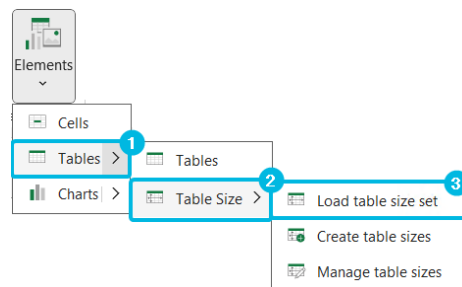 Elements
Cells
1
Tables
Tables
2
Charts
Table Size
3
Load table size set
Create table sizes
Manage table sizes